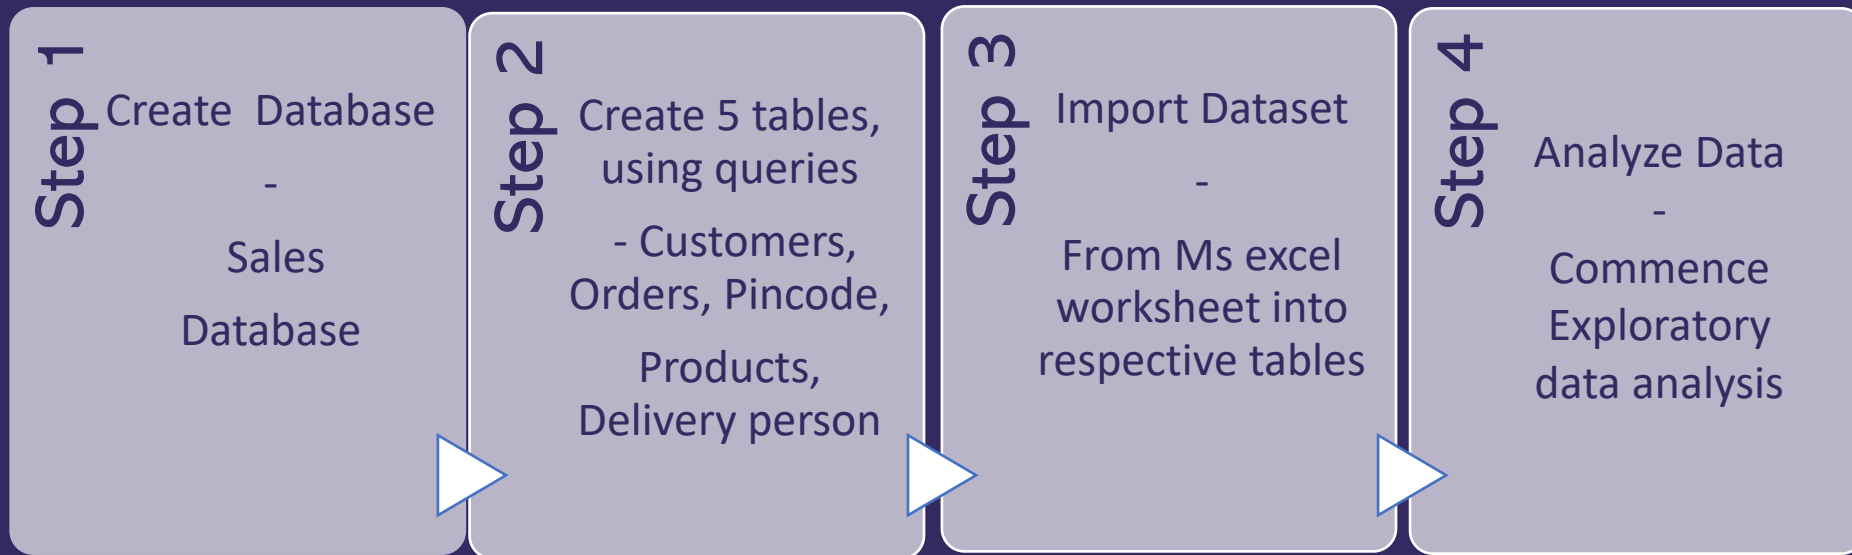 Step 1
Create Database
-
Sales
Database
Step 2
Create 5 tables,
using queries
- Customers,
Orders, Pincode,
Products,
Delivery person
Step 3
Import Dataset
-
From Ms excel
worksheet into
respective tables
Step 4
Analyze Data
-
Commence
Exploratory
data analysis